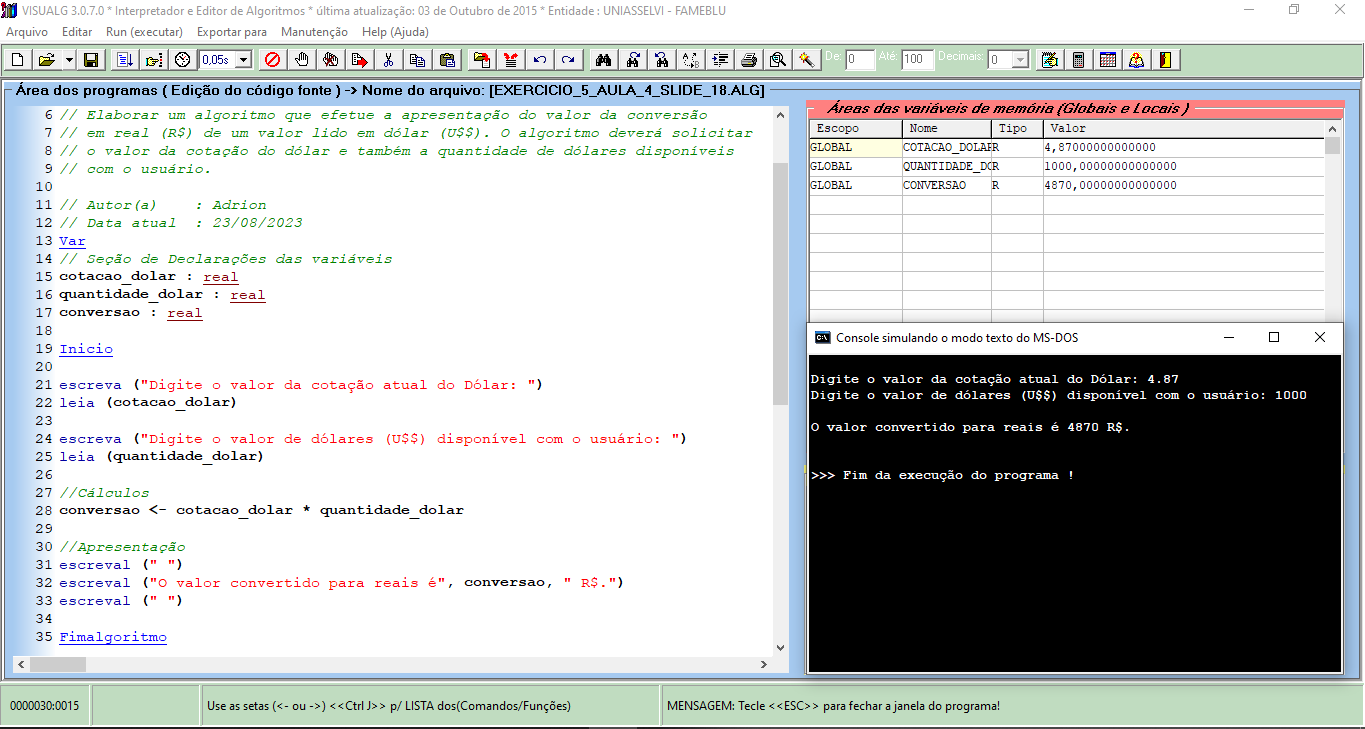 VISUALG 3.0.7.0 * Interpretador e Editor de Algoritmos * última atualização: 03 de Outubro de 2015 * Entidade : UNIASSELVI - FAMEBLU
Arquivo Editar Run (executar) Exportar para Manutenção Help (Ajuda)
0,05s De: 0 Até: 100 Decimais: 0
Área dos programas ( Edição do código fonte ) -> Nome do arquivo: [EXERCICIO_5_AULA_4_SLIDE_18.ALG]
6 // Elaborar um algoritmo que efetue a apresentação do valor da conversão
7 // em real (R$) de um valor lido em dólar (U$$). O algoritmo deverá solicitar
8 // o valor da cotação do dólar e também a quantidade de dólares disponíveis
9 // com o usuário.
10
11 // Autor(a) : Adrion
12 // Data atual : 23/08/2023
13 Var
14 // Seção de Declarações das variáveis
15 cotacao_dolar : real
16 quantidade_dolar : real
17 conversao : real
18
19 Inicio
20
21 escreva ("Digite o valor da cotação atual do Dólar: ")
22 leia (cotacao_dolar)
23
24 escreva ("Digite o valor de dólares (U$$) disponível com o usuário: ")
25 leia (quantidade_dolar)
26
27 //Cálculos
28 conversao <- cotacao_dolar * quantidade_dolar
29
30 //Apresentação
31 escreval (" ")
32 escreval ("O valor convertido para reais é", conversao, " R$.")
33 escreval (" ")
34
35 Fimalgoritmo
Áreas das variáveis de memória (Globais e Locais )
Escopo Nome Tipo Valor
GLOBAL COTACAO_DOLAR R 4,87000000000000
GLOBAL QUANTIDADE_DO R 1000,00000000000000
GLOBAL CONVERSAO R 4870,00000000000000
Console simulando o modo texto do MS-DOS
Digite o valor da cotação atual do Dólar: 4.87
Digite o valor de dólares (U$$) disponível com o usuário: 1000
O valor convertido para reais é 4870 R$.
>>> Fim da execução do programa !
0000030:0015 Use as setas (<- ou ->) <<Ctrl J>> p/ LISTA dos(Comandos/Funções) MENSAGEM: Tecle <<ESC>> para fechar a janela do programa!